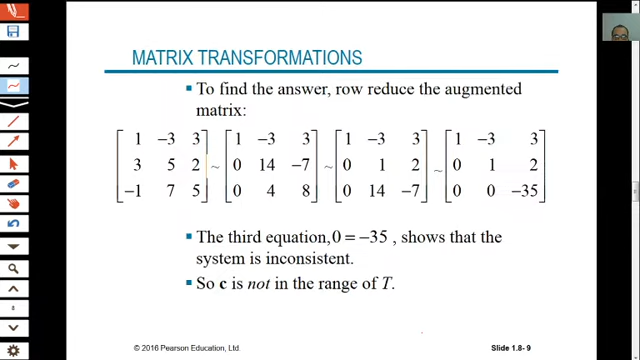 MATRIX TRANSFORMATIONS
▪ To find the answer, row reduce the augmented
matrix:
[1 −3 3] ~ [1 −3 3] ~ [1 −3 3] ~ [1 −3 3]
[3 5 2] [0 14 −7] [0 1 2] [0 1 2]
[−1 7 5] [0 4 8] [0 14 −7] [0 0 −35]
▪ The third equation, 0 = −35 , shows that the
system is inconsistent.
▪ So c is not in the range of T.
© 2016 Pearson Education, Ltd. Slide 1.8- 9